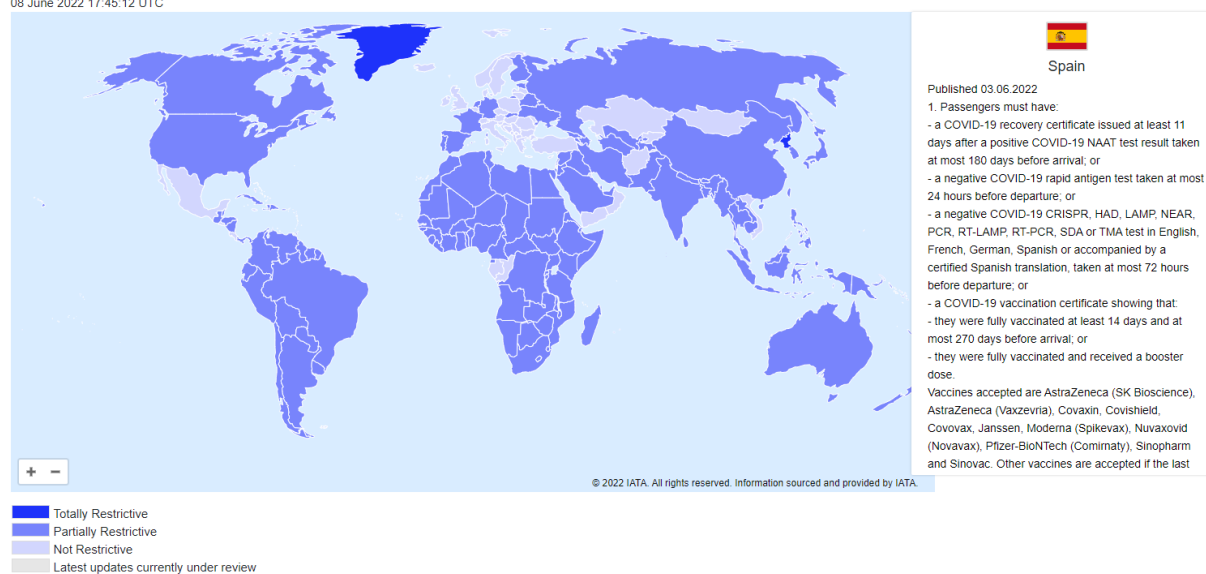 08 June 2022 17:45:12 UTC
Spain
Published 03.06.2022
1. Passengers must have:
- a COVID-19 recovery certificate issued at least 11
days after a positive COVID-19 NAAT test result taken
at most 180 days before arrival; or
- a negative COVID-19 rapid antigen test taken at most
24 hours before departure; or
- a negative COVID-19 CRISPR, HAD, LAMP, NEAR,
PCR, RT-LAMP, RT-PCR, SDA or TMA test in English,
French, German, Spanish or accompanied by a
certified Spanish translation, taken at most 72 hours
before departure; or
- a COVID-19 vaccination certificate showing that:
- they were fully vaccinated at least 14 days and at
most 270 days before arrival; or
- they were fully vaccinated and received a booster
dose.
Vaccines accepted are AstraZeneca (SK Bioscience),
AstraZeneca (Vaxzevria), Covaxin, Covishield,
Covovax, Janssen, Moderna (Spikevax), Nuvaxovid
(Novavax), Pfizer-BioNTech (Comirnaty), Sinopharm
and Sinovac. Other vaccines are accepted if the last
+ −
© 2022 IATA. All rights reserved. Information sourced and provided by IATA.
Totally Restrictive
Partially Restrictive
Not Restrictive
Latest updates currently under review